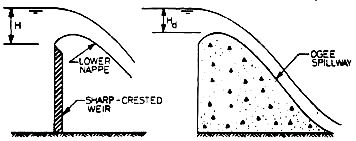 H
LOWER
NAPPE
SHARP-CRESTED
WEIR
Hd
OGEE
SPILLWAY